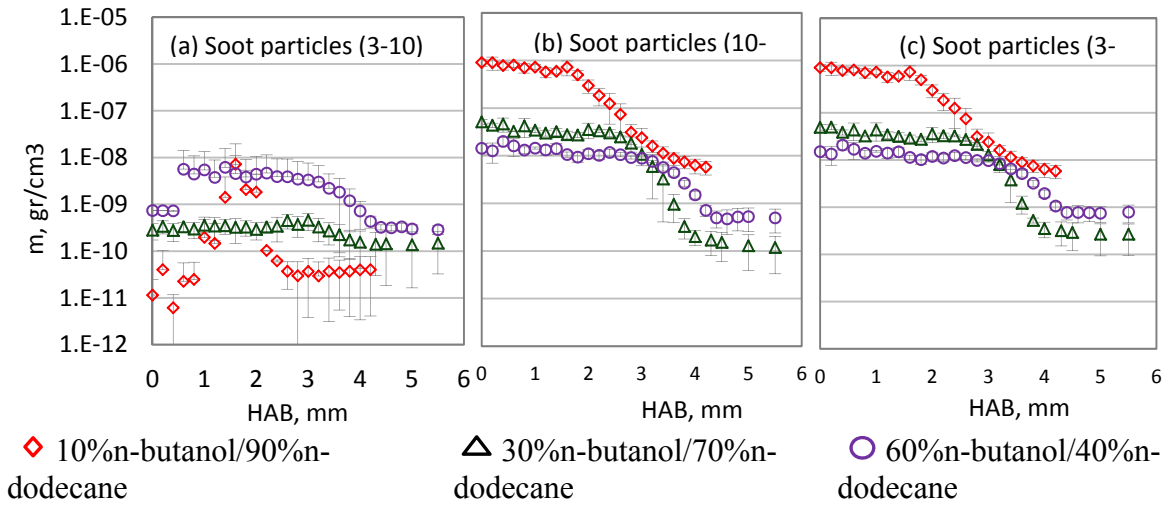 1.E-05
1.E-06
1.E-07
1.E-08
1.E-09
1.E-10
1.E-11
1.E-12
m, gr/cm3
(a) Soot particles (3-10)
0 1 2 3 4 5 6
HAB, mm
(b) Soot particles (10-
0 1 2 3 4 5 6
HAB, mm
(c) Soot particles (3-
0 1 2 3 4 5 6
HAB, mm
10%n-butanol/90%n-
dodecane
30%n-butanol/70%n-
dodecane
60%n-butanol/40%n-
dodecane